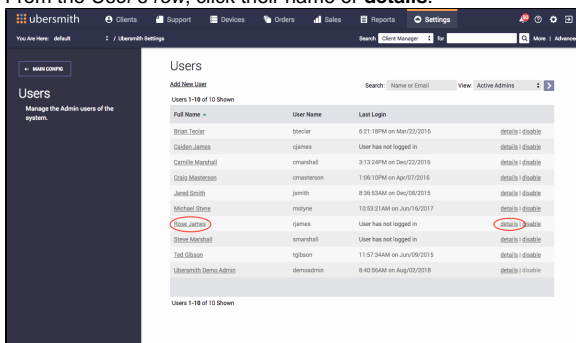 From the User's row, click their name or details.
ubersmith Clients Support Devices Orders Sales Reports Settings
You Are Here: default / Ubersmith Settings Search Client Manager for More | Advanced
← MAIN CONFIG
Users
Manage the Admin users of the
system.
Users
Add New User Search: Name or Email View: Active Admins
Users 1-10 of 10 Shown
Full Name User Name Last Login
Brian Tecler btecler 6:21:18PM on Mar/22/2016 details | disable
Caiden James cjames User has not logged in details | disable
Camille Marshall cmarshall 3:13:24PM on Dec/22/2016 details | disable
Craig Masterson cmasterson 1:06:10PM on Apr/07/2016 details | disable
Jared Smith jsmith 8:36:53AM on Dec/08/2015 details | disable
Michael Styne mstyne 10:53:21AM on Jun/16/2017 details | disable
Rose James rjames User has not logged in details | disable
Steve Marshall smarshall User has not logged in details | disable
Ted Gibson tgibson 11:57:34AM on Jun/09/2015 details | disable
Ubersmith Demo Admin demoadmin 8:40:56AM on Aug/02/2018 details | disable
Users 1-10 of 10 Shown